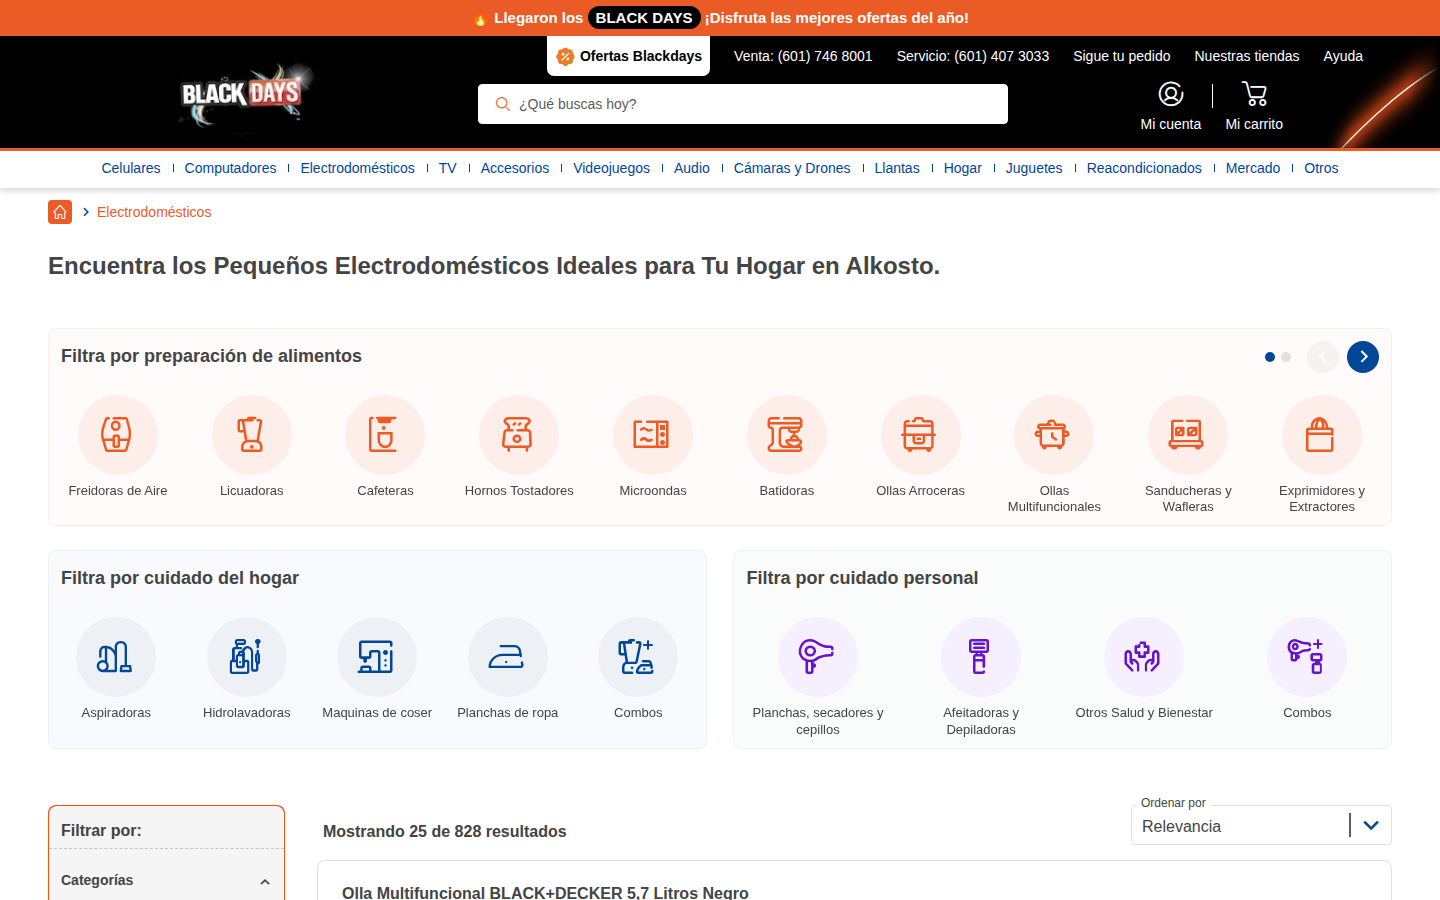 🔥 Llegaron los BLACK DAYS ¡Disfruta las mejores ofertas del año!
Ofertas Blackdays
Venta: (601) 746 8001
Servicio: (601) 407 3033
Sigue tu pedido
Nuestras tiendas
Ayuda
BLACK DAYS
¿Qué buscas hoy?
Mi cuenta
Mi carrito
Celulares
Computadores
Electrodomésticos
TV
Accesorios
Videojuegos
Audio
Cámaras y Drones
Llantas
Hogar
Juguetes
Reacondicionados
Mercado
Otros
Electrodomésticos
Encuentra los Pequeños Electrodomésticos Ideales para Tu Hogar en Alkosto.
Filtra por preparación de alimentos
Freidoras de Aire
Licuadoras
Cafeteras
Hornos Tostadores
Microondas
Batidoras
Ollas Arroceras
Ollas
Multifuncionales
Sanducheras y
Wafleras
Exprimidores y
Extractores
Filtra por cuidado del hogar
Aspiradoras
Hidrolavadoras
Maquinas de coser
Planchas de ropa
Combos
Filtra por cuidado personal
Planchas, secadores y
cepillos
Afeitadoras y
Depiladoras
Otros Salud y Bienestar
Combos
Filtrar por:
Categorías
Mostrando 25 de 828 resultados
Ordenar por
Relevancia
Olla Multifuncional BLACK+DECKER 5,7 Litros Negro